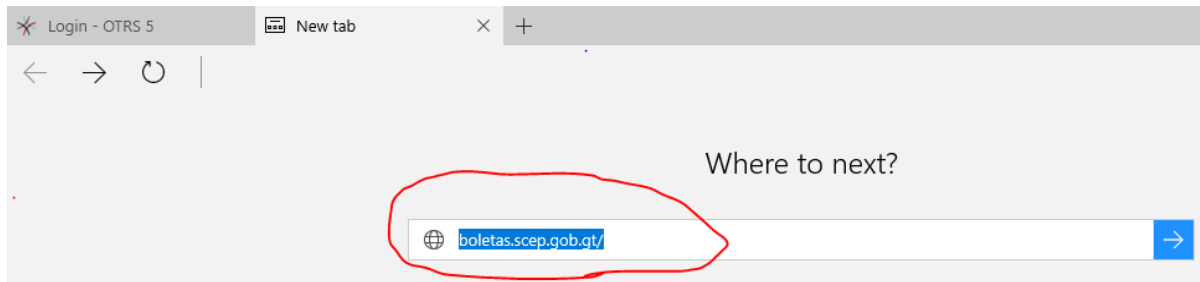 Login - OTRS 5
New tab
Where to next?
boletas.scep.gob.gt/